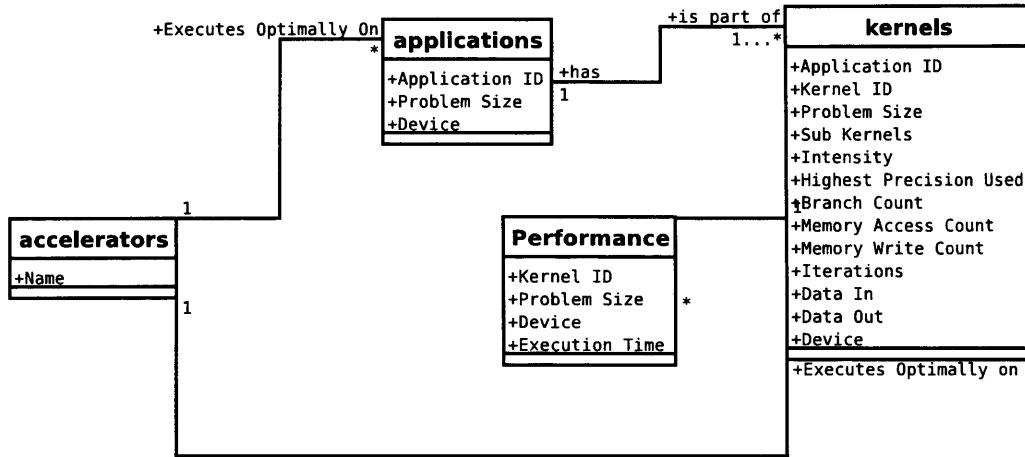 +Executes Optimally On
*
applications
+Application ID
+Problem Size
+Device
+has
1
+is part of
1...*
kernels
+Application ID
+Kernel ID
+Problem Size
+Sub Kernels
+Intensity
+Highest Precision Used
+Branch Count
+Memory Access Count
+Memory Write Count
+Iterations
+Data In
+Data Out
+Device
+Executes Optimally on
1
1
accelerators
+Name
1
Performance
+Kernel ID
+Problem Size
+Device
+Execution Time
*